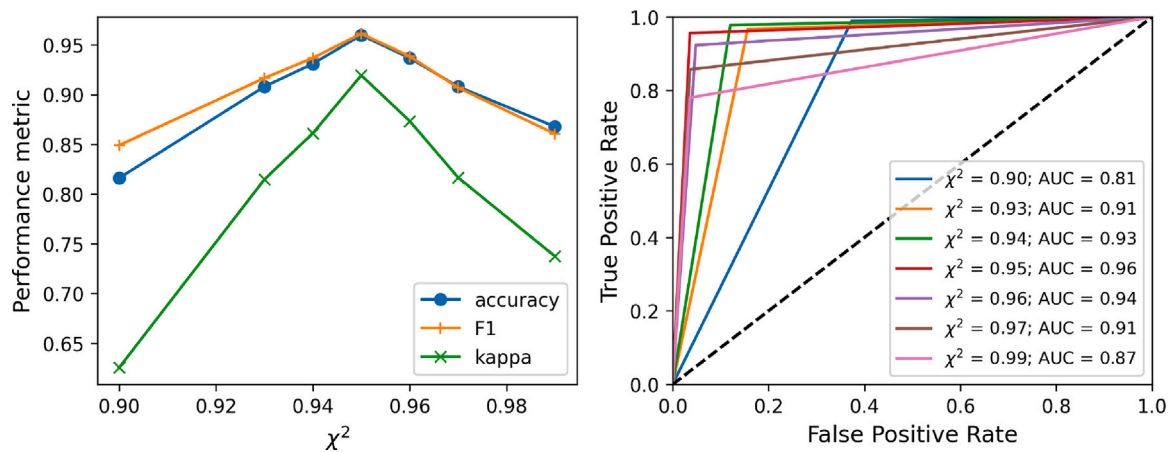 Performance metric
0.95
0.90
0.85
0.80
0.75
0.70
0.65
0.90
0.92
0.94
0.96
0.98
χ²
accuracy
F1
kappa
True Positive Rate
1.0
0.8
0.6
0.4
0.2
0.0
0.0
0.2
0.4
0.6
0.8
1.0
False Positive Rate
χ² = 0.90; AUC = 0.81
χ² = 0.93; AUC = 0.91
χ² = 0.94; AUC = 0.93
χ² = 0.95; AUC = 0.96
χ² = 0.96; AUC = 0.94
χ² = 0.97; AUC = 0.91
χ² = 0.99; AUC = 0.87